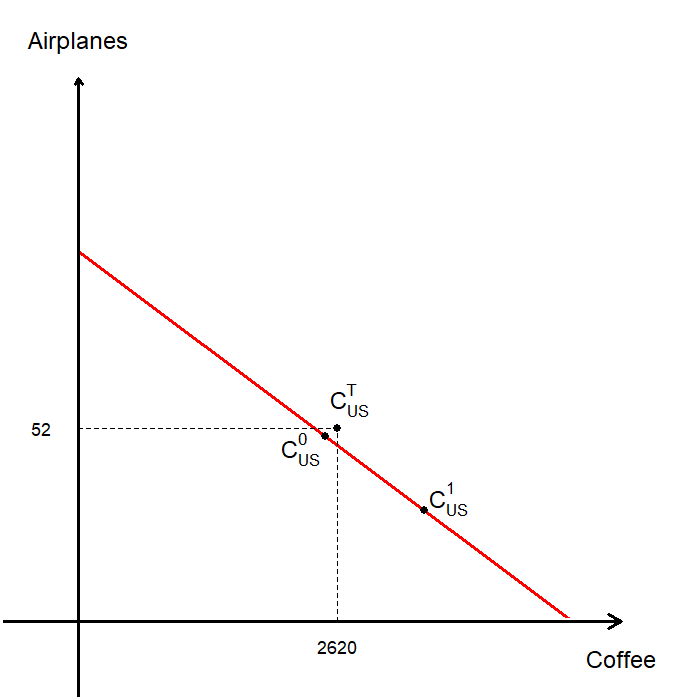 Airplanes
C^T_US
52
C^0_US
C^1_US
2620
Coffee